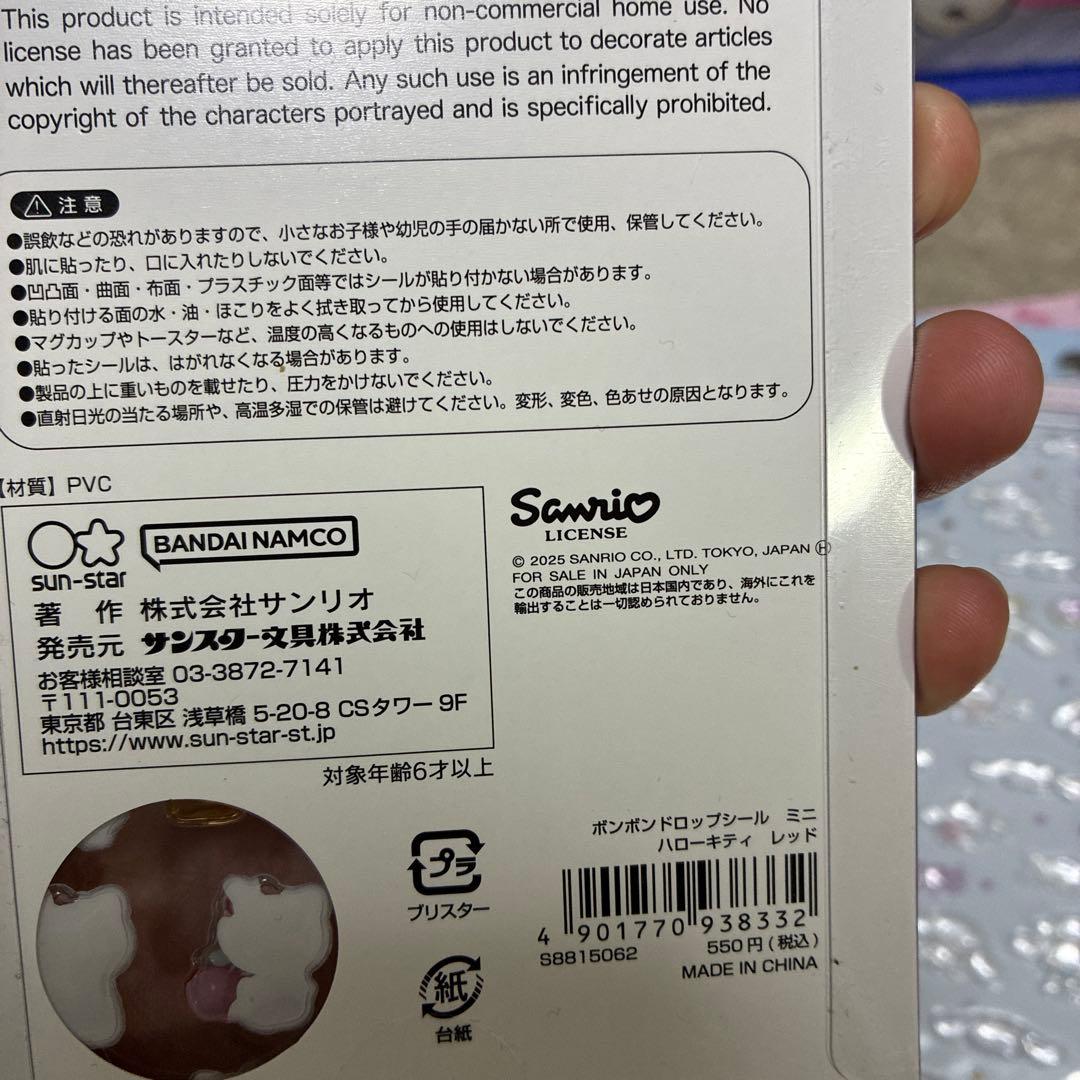 This product is intended solely for non-commercial home use. No
license has been granted to apply this product to decorate articles
which will thereafter be sold. Any such use is an infringement of the
copyright of the characters portrayed and is specifically prohibited.
注意
●誤飲などの恐れがありますので、小さなお子様や幼児の手の届かない所で使用、保管してください。
●肌に貼ったり、口に入れたりしないでください。
●凹凸面・曲面・布面・プラスチック面等ではシールが貼り付かない場合があります。
●貼り付ける面の水・油・ほこりをよく拭き取ってから使用してください。
●マグカップやトースターなど、温度の高くなるものへの使用はしないでください。
●貼ったシールは、はがれなくなる場合があります。
●製品の上に重いものを載せたり、圧力をかけないでください。
●直射日光の当たる場所や、高温多湿での保管は避けてください。変形、変色、色あせの原因となります。
【材質】PVC
sun-star
BANDAI NAMCO
著 作 株式会社サンリオ
発売元 サンスター文具株式会社
お客様相談室 03-3872-7141
〒111-0053
東京都 台東区 浅草橋 5-20-8 CSタワー 9F
https://www.sun-star-st.jp
対象年齢6才以上
Sanrio
LICENSE
© 2025 SANRIO CO., LTD. TOKYO, JAPAN Ⓗ
FOR SALE IN JAPAN ONLY
この商品の販売地域は日本国内であり、海外にこれを
輸出することは一切認められておりません。
プラ
ブリスター
紙
台紙
ボンボンドロップシール ミニ
ハローキティ レッド
4 901770 938332
S8815062 550円(税込)
MADE IN CHINA